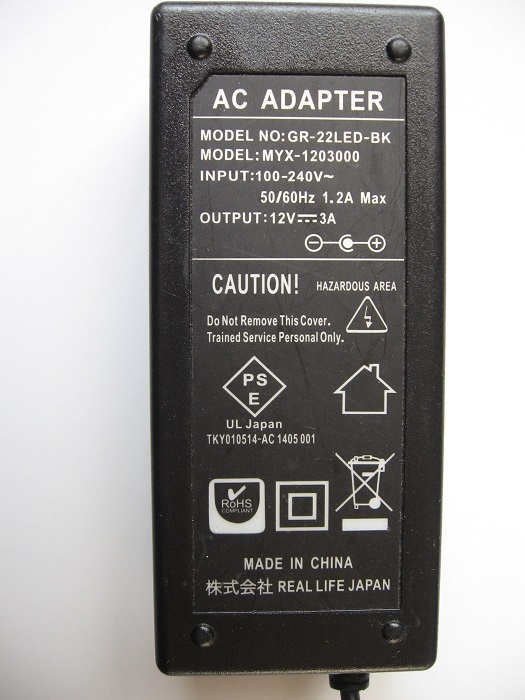 AC ADAPTER
MODEL NO:GR-22LED-BK
MODEL:MYX-1203000
INPUT:100-240V~
50/60Hz 1.2A Max
OUTPUT:12V⎓3A
CAUTION!
HAZARDOUS AREA
Do Not Remove This Cover.
Trained Service Personal Only.
PS
E
UL Japan
TKY010514-AC 1405 001
RoHS
COMPLIANT
MADE IN CHINA
株式会社 REAL LIFE JAPAN